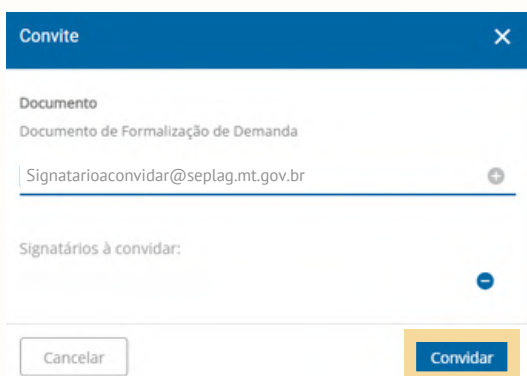 Convite
Documento
Documento de Formalização de Demanda
Signatarioaconvidar@seplag.mt.gov.br
Signatários à convidar:
Cancelar
Convidar